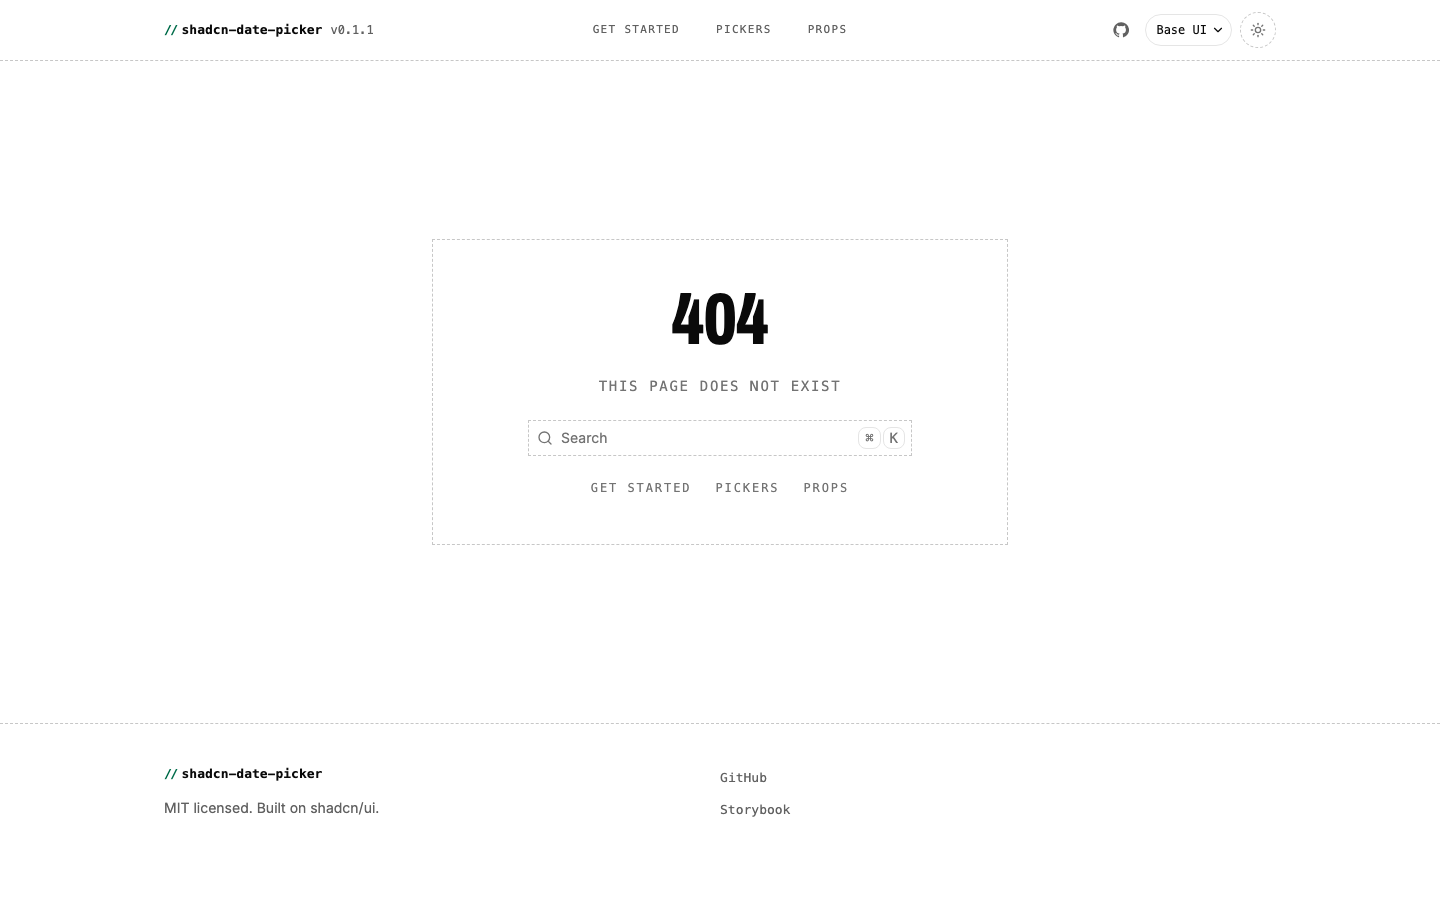 // shadcn-date-picker v0.1.1
GET STARTED PICKERS PROPS
Base UI
404
THIS PAGE DOES NOT EXIST
Search ⌘ K
GET STARTED PICKERS PROPS
// shadcn-date-picker
MIT licensed. Built on shadcn/ui.
GitHub
Storybook